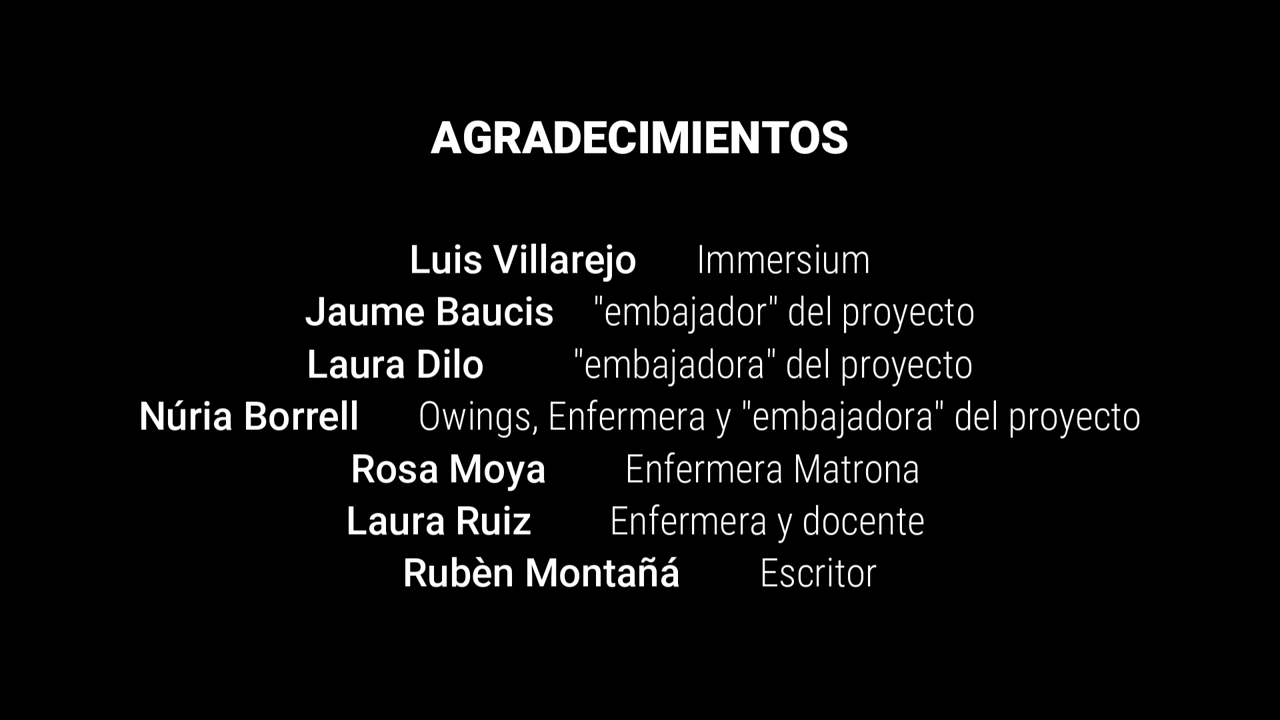 AGRADECIMIENTOS
Luis Villarejo Immersium
Jaume Baucis "embajador" del proyecto
Laura Dilo "embajadora" del proyecto
Núria Borrell Owings, Enfermera y "embajadora" del proyecto
Rosa Moya Enfermera Matrona
Laura Ruiz Enfermera y docente
Rubèn Montañá Escritor